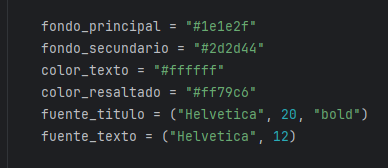 fondo_principal = "#1e1e2f"
fondo_secundario = "#2d2d44"
color_texto = "#ffffff"
color_resaltado = "#ff79c6"
fuente_titulo = ("Helvetica", 20, "bold")
fuente_texto = ("Helvetica", 12)